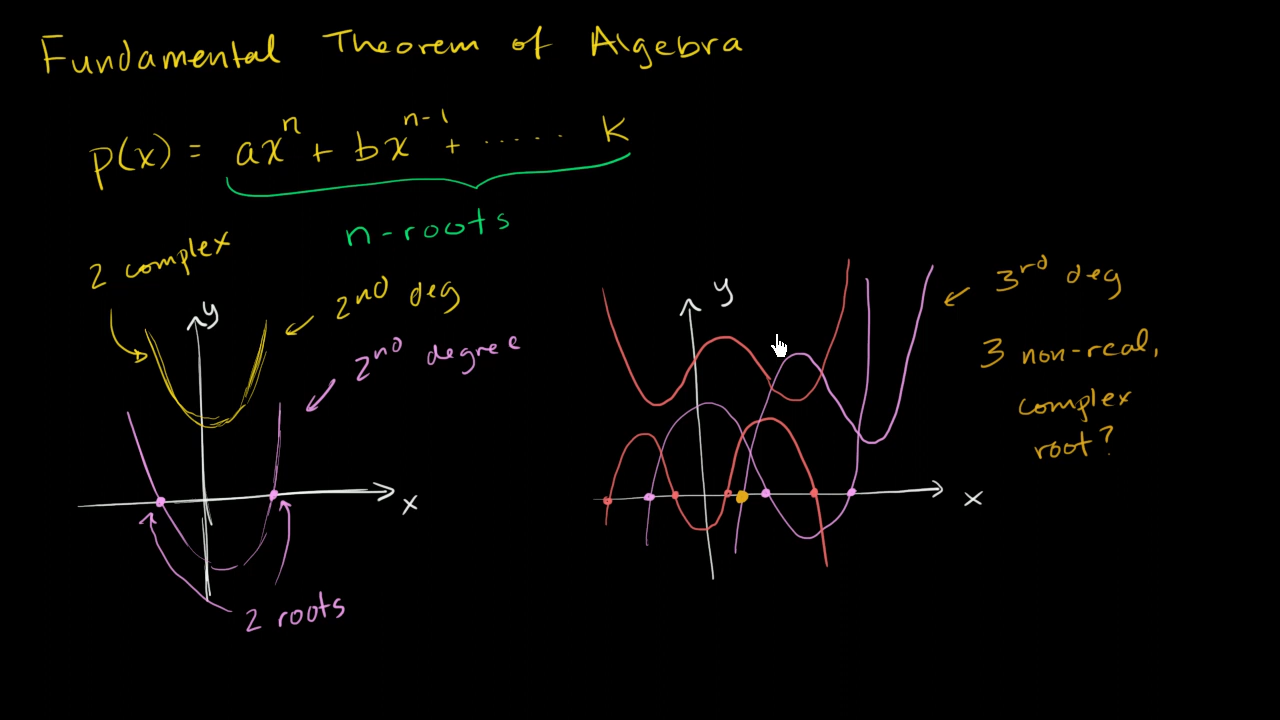 Fundamental Theorem of Algebra
p(x) = ax^n + bx^{n-1} + ..... k
n-roots
2 complex
2nd deg
2nd degree
y
x
2 roots
y
x
3rd deg
3 non-real,
complex
root?